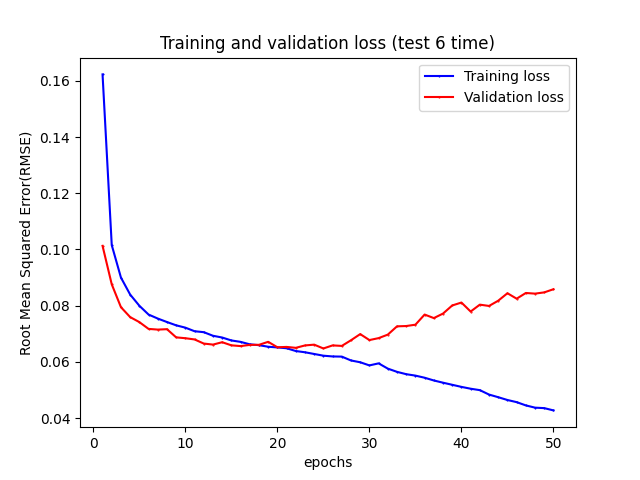 Training and validation loss (test 6 time)
Training loss
Validation loss
Root Mean Squared Error(RMSE)
0.16
0.14
0.12
0.10
0.08
0.06
0.04
0 10 20 30 40 50
epochs